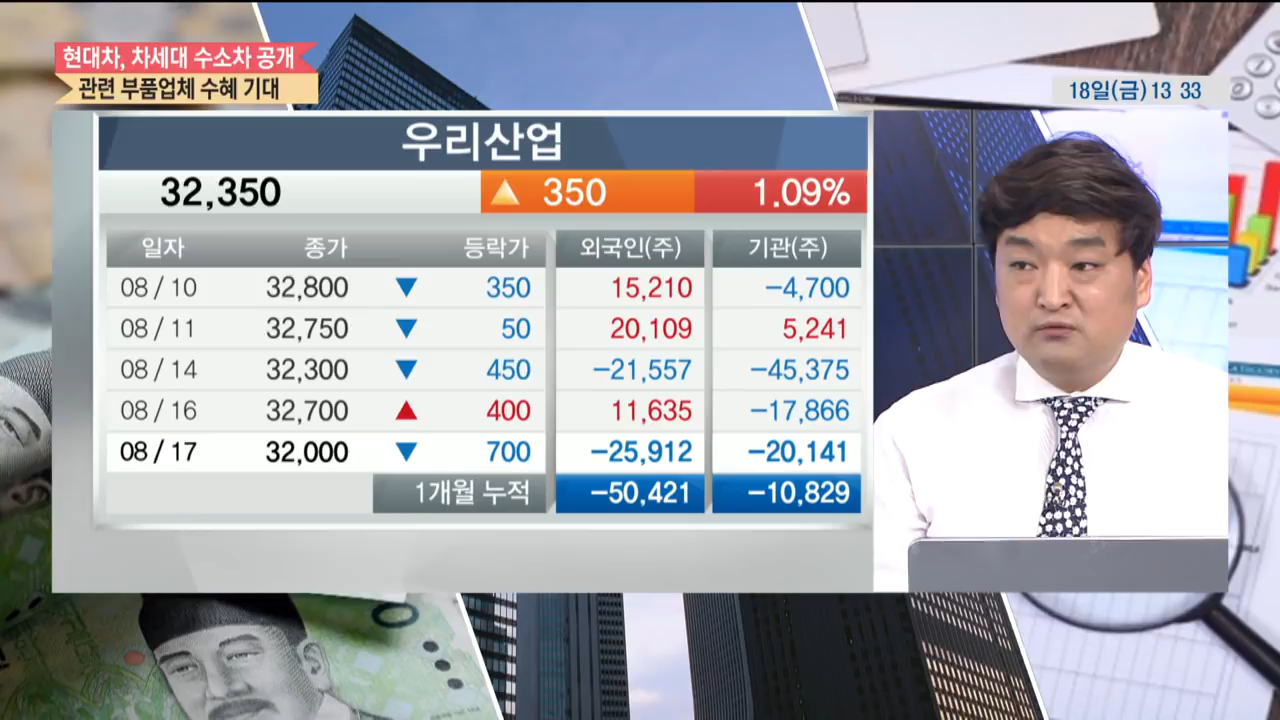 현대차, 차세대 수소차 공개
관련 부품업체 수혜 기대
18일(금) 13 33
우리산업
32,350 ▲ 350 1.09%
일자 종가 등락가 외국인(주) 기관(주)
08 / 10 32,800 ▼ 350 15,210 −4,700
08 / 11 32,750 ▼ 50 20,109 5,241
08 / 14 32,300 ▼ 450 −21,557 −45,375
08 / 16 32,700 ▲ 400 11,635 −17,866
08 / 17 32,000 ▼ 700 −25,912 −20,141
1개월 누적 −50,421 −10,829